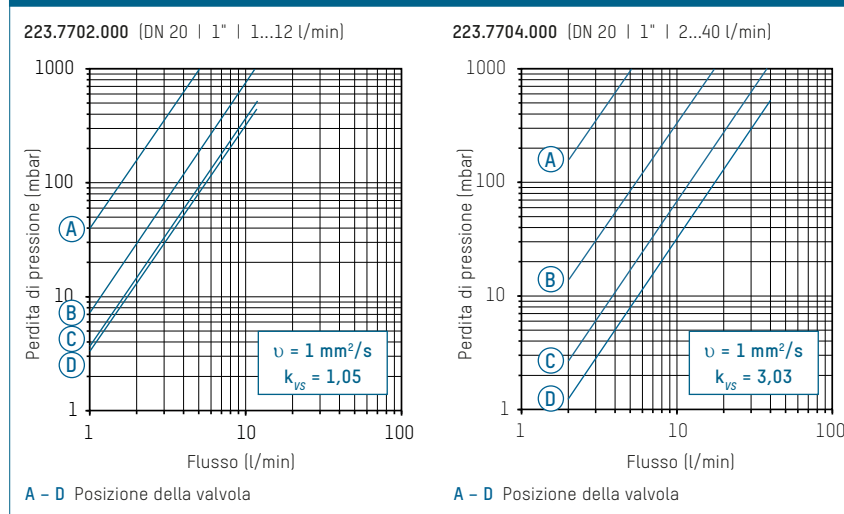 223.7702.000 (DN 20 | 1" | 1...12 l/min)
Perdita di pressione (mbar)
1000
100
10
1
A
B
C
D
υ = 1 mm²/s
kvs = 1,05
1 10 100
Flusso (l/min)
A – D Posizione della valvola
223.7704.000 (DN 20 | 1" | 2...40 l/min)
Perdita di pressione (mbar)
1000
100
10
1
A
B
C
D
υ = 1 mm²/s
kvs = 3,03
1 10 100
Flusso (l/min)
A – D Posizione della valvola